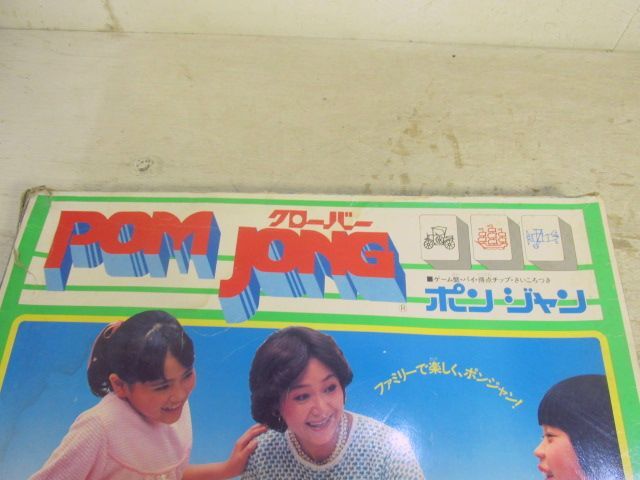 クローバー
POM JONG®
■ゲーム盤・パイ・得点チップ・さいころつき
ポンジャン
ファミリーで楽しく、ポンジャン!